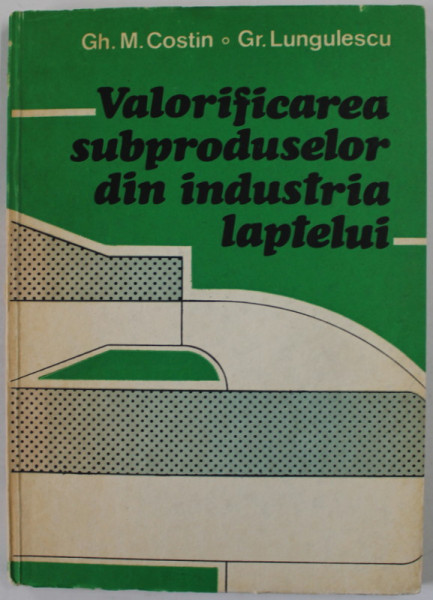 Gh. M. Costin ∘ Gr. Lungulescu
Valorificarea
subproduselor
din industria
laptelui